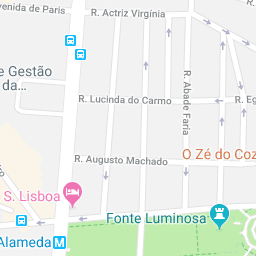 venida de Paris
R. Actriz Virgínia
e Gestão
da...
R. Lucinda do Carmo
R. Abade Faria
R. Eg
R. Augusto Machado
O Zé do Coz
S. Lisboa
Fonte Luminosa
Alameda M